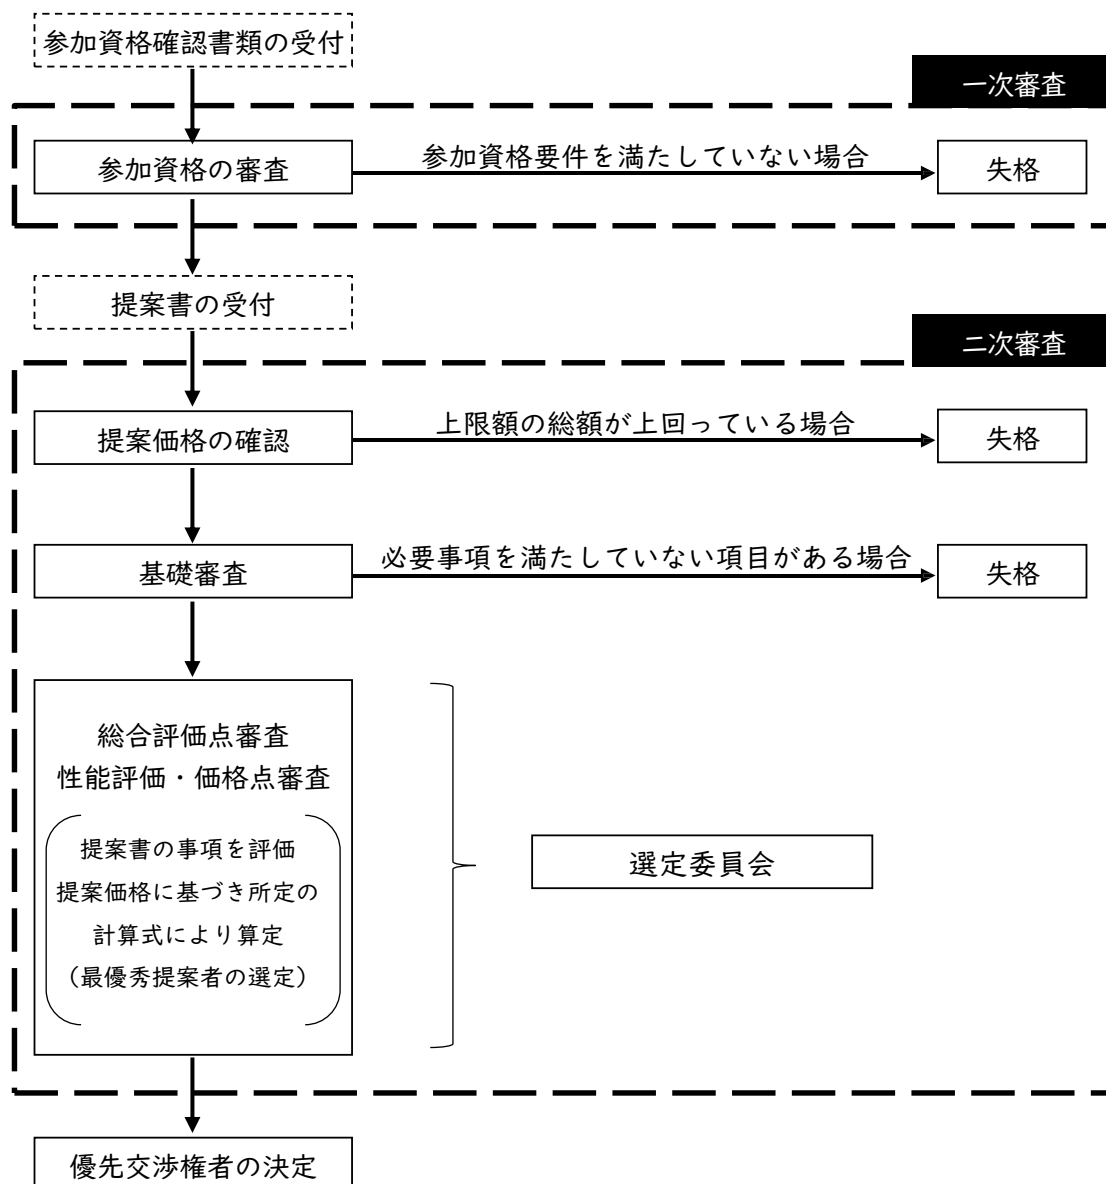 参加資格確認書類の受付
一次審査
参加資格の審査
参加資格要件を満たしていない場合
失格
提案書の受付
二次審査
提案価格の確認
上限額の総額が上回っている場合
失格
基礎審査
必要事項を満たしていない項目がある場合
失格
総合評価点審査
性能評価・価格点審査
提案書の事項を評価
提案価格に基づき所定の
計算式により算定
(最優秀提案者の選定)
選定委員会
優先交渉権者の決定